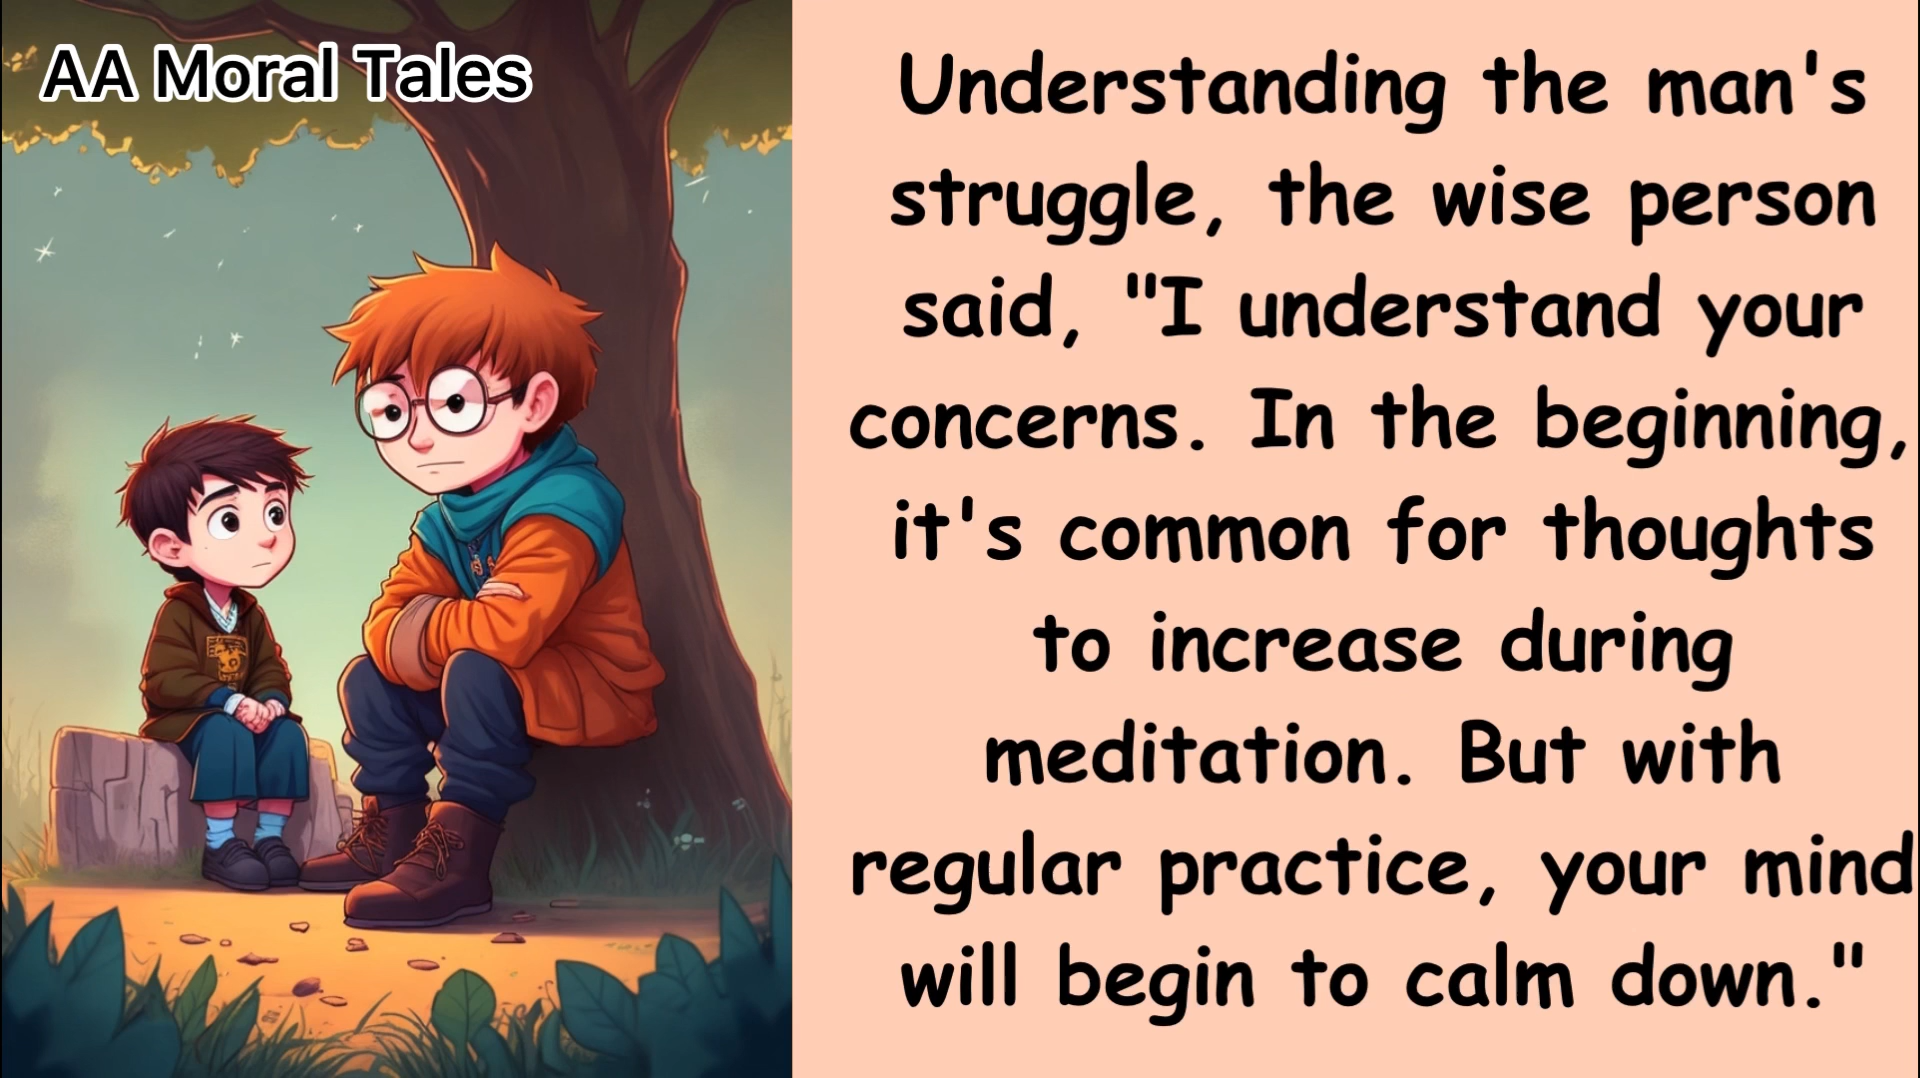 AA Moral Tales
Understanding the man's
struggle, the wise person
said, "I understand your
concerns. In the beginning,
it's common for thoughts
to increase during
meditation. But with
regular practice, your mind
will begin to calm down."